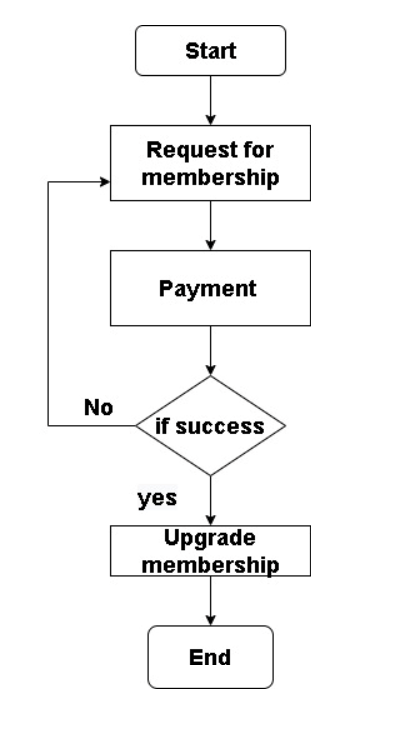 Start
Request for
membership
Payment
No
if success
yes
Upgrade
membership
End